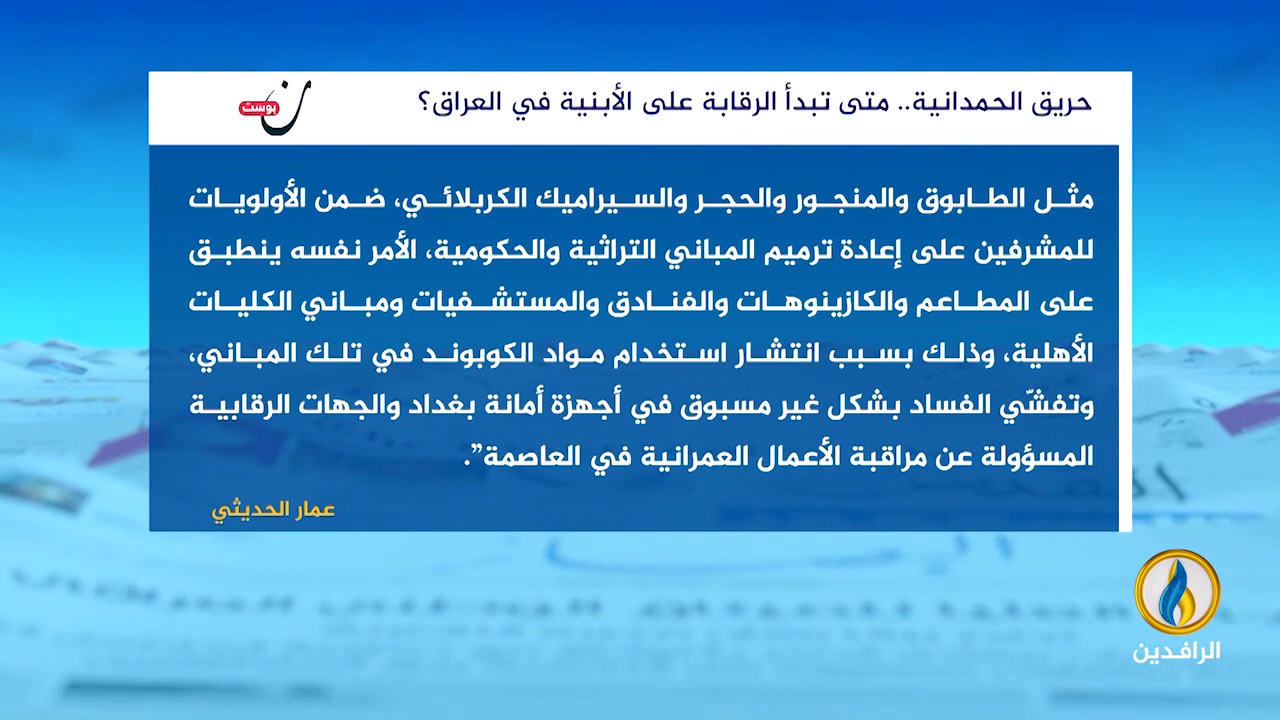 حريق الحمدانية.. متى تبدأ الرقابة على الأبنية في العراق؟
ن بوست
مثل الطابوق والمنجور والحجر والسيراميك الكربلائي، ضمن الأولويات
للمشرفين على إعادة ترميم المباني التراثية والحكومية، الأمر نفسه ينطبق
على المطاعم والكازينوهات والفنادق والمستشفيات ومباني الكليات
الأهلية، وذلك بسبب انتشار استخدام مواد الكوبوند في تلك المباني،
وتفشّي الفساد بشكل غير مسبوق في أجهزة أمانة بغداد والجهات الرقابية
المسؤولة عن مراقبة الأعمال العمرانية في العاصمة”.
عمار الحديثي
الرافدين